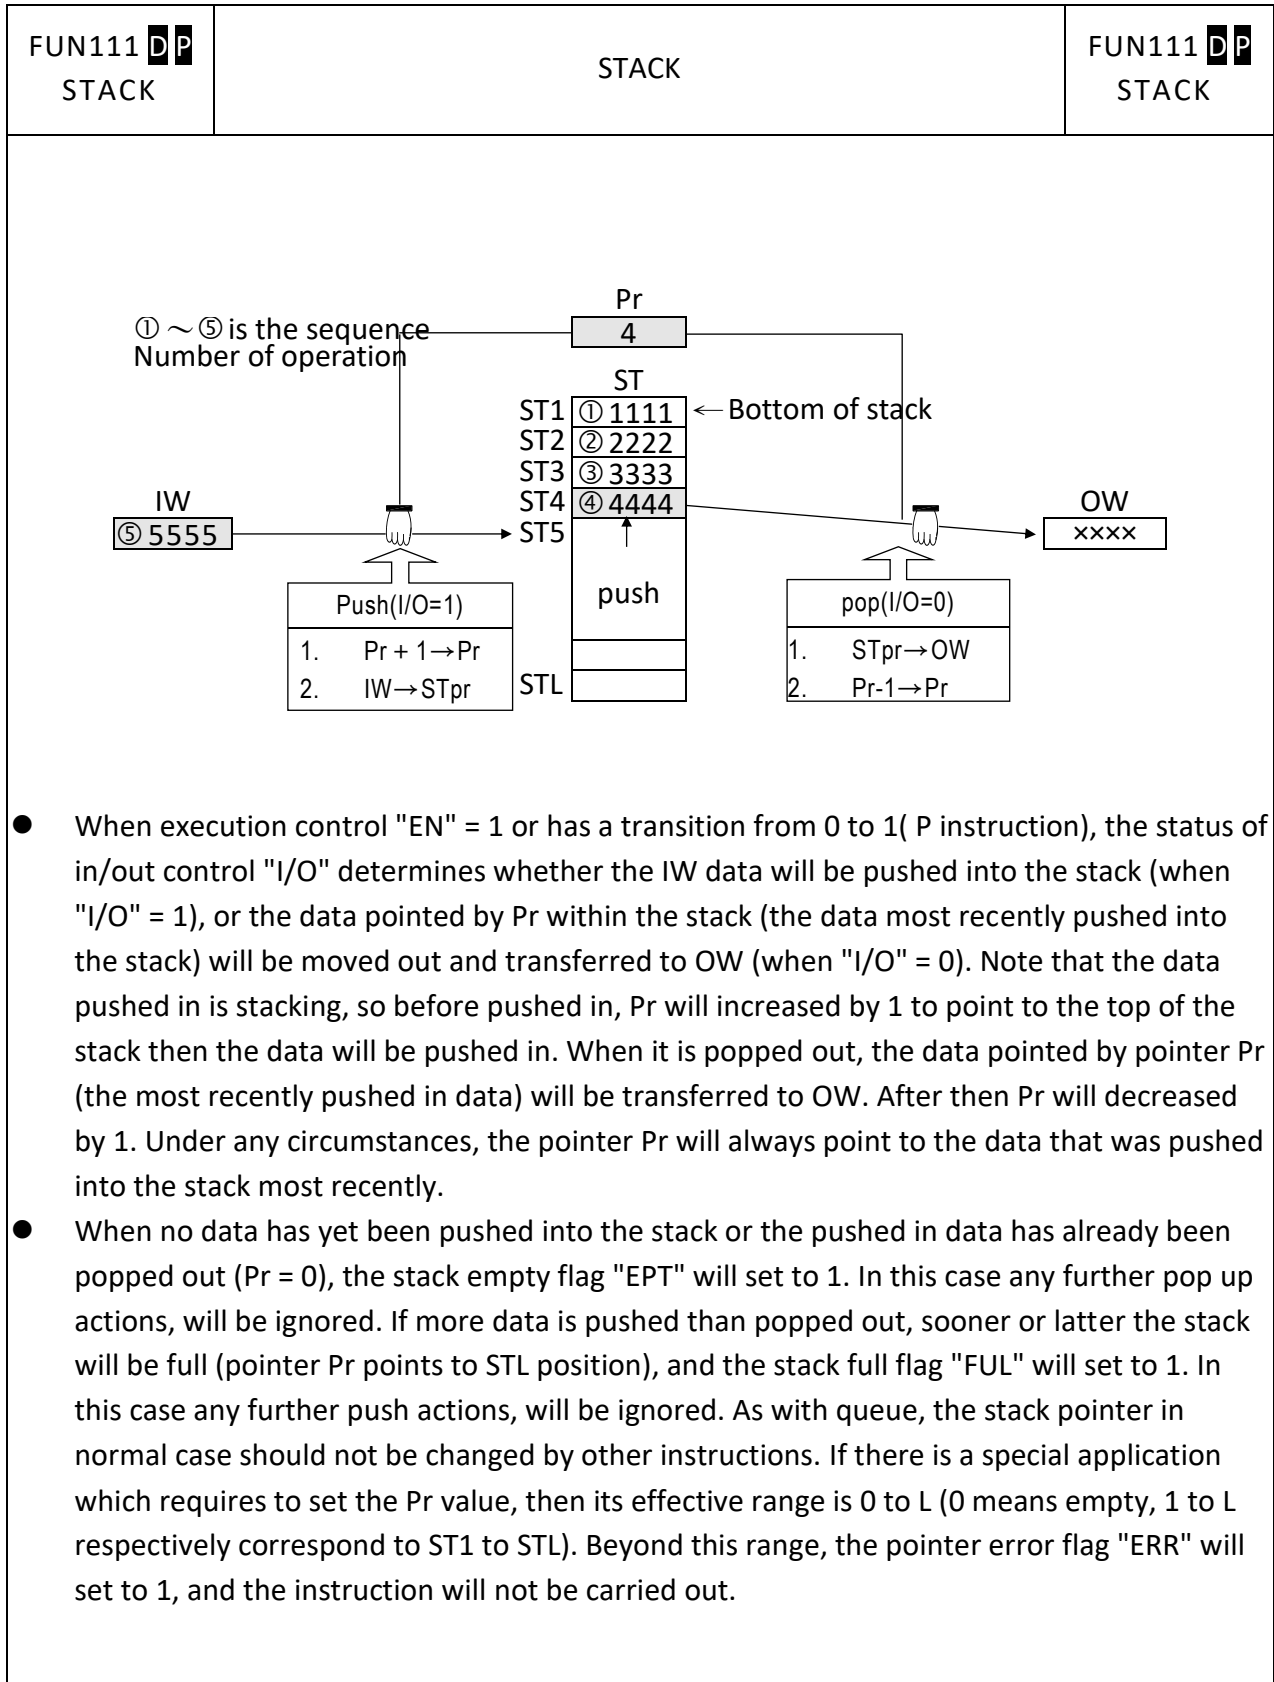 FUN111 D P
STACK
STACK
FUN111 D P
STACK
Pr
① ～ ⑤ is the sequence
Number of operation
4
ST
ST1 ① 1111 ← Bottom of stack
ST2 ② 2222
ST3 ③ 3333
ST4 ④ 4444
IW
OW
⑤ 5555
ST5
××××
push
Push(I/O=1)
1. Pr + 1→Pr
2. IW→STpr
pop(I/O=0)
1. STpr→OW
2. Pr-1→Pr
STL
● When execution control "EN" = 1 or has a transition from 0 to 1( P instruction), the status of
in/out control "I/O" determines whether the IW data will be pushed into the stack (when
"I/O" = 1), or the data pointed by Pr within the stack (the data most recently pushed into
the stack) will be moved out and transferred to OW (when "I/O" = 0). Note that the data
pushed in is stacking, so before pushed in, Pr will increased by 1 to point to the top of the
stack then the data will be pushed in. When it is popped out, the data pointed by pointer Pr
(the most recently pushed in data) will be transferred to OW. After then Pr will decreased
by 1. Under any circumstances, the pointer Pr will always point to the data that was pushed
into the stack most recently.
● When no data has yet been pushed into the stack or the pushed in data has already been
popped out (Pr = 0), the stack empty flag "EPT" will set to 1. In this case any further pop up
actions, will be ignored. If more data is pushed than popped out, sooner or latter the stack
will be full (pointer Pr points to STL position), and the stack full flag "FUL" will set to 1. In
this case any further push actions, will be ignored. As with queue, the stack pointer in
normal case should not be changed by other instructions. If there is a special application
which requires to set the Pr value, then its effective range is 0 to L (0 means empty, 1 to L
respectively correspond to ST1 to STL). Beyond this range, the pointer error flag "ERR" will
set to 1, and the instruction will not be carried out.